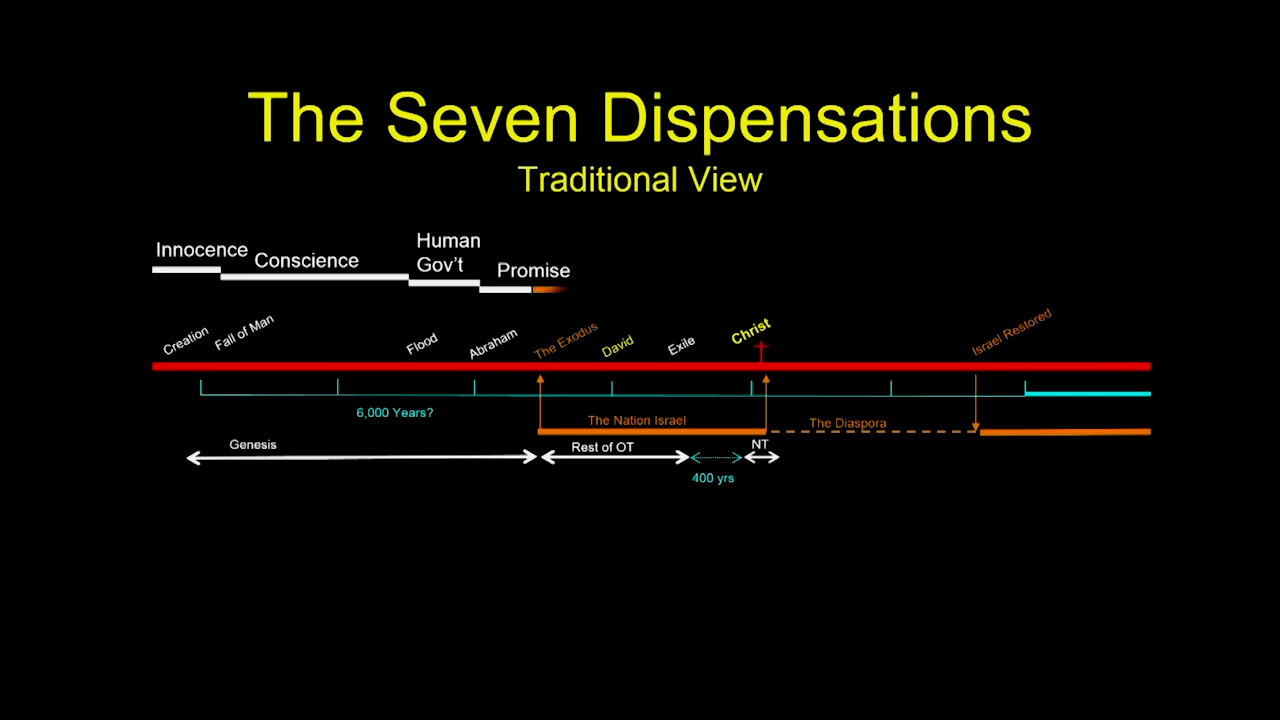 The Seven Dispensations
Traditional View
Innocence
Conscience
Human
Gov't
Promise
Creation
Fall of Man
Flood
Abraham
The Exodus
David
Exile
Christ
Israel Restored
6,000 Years?
The Nation Israel
The Diaspora
Genesis
Rest of OT
NT
400 yrs